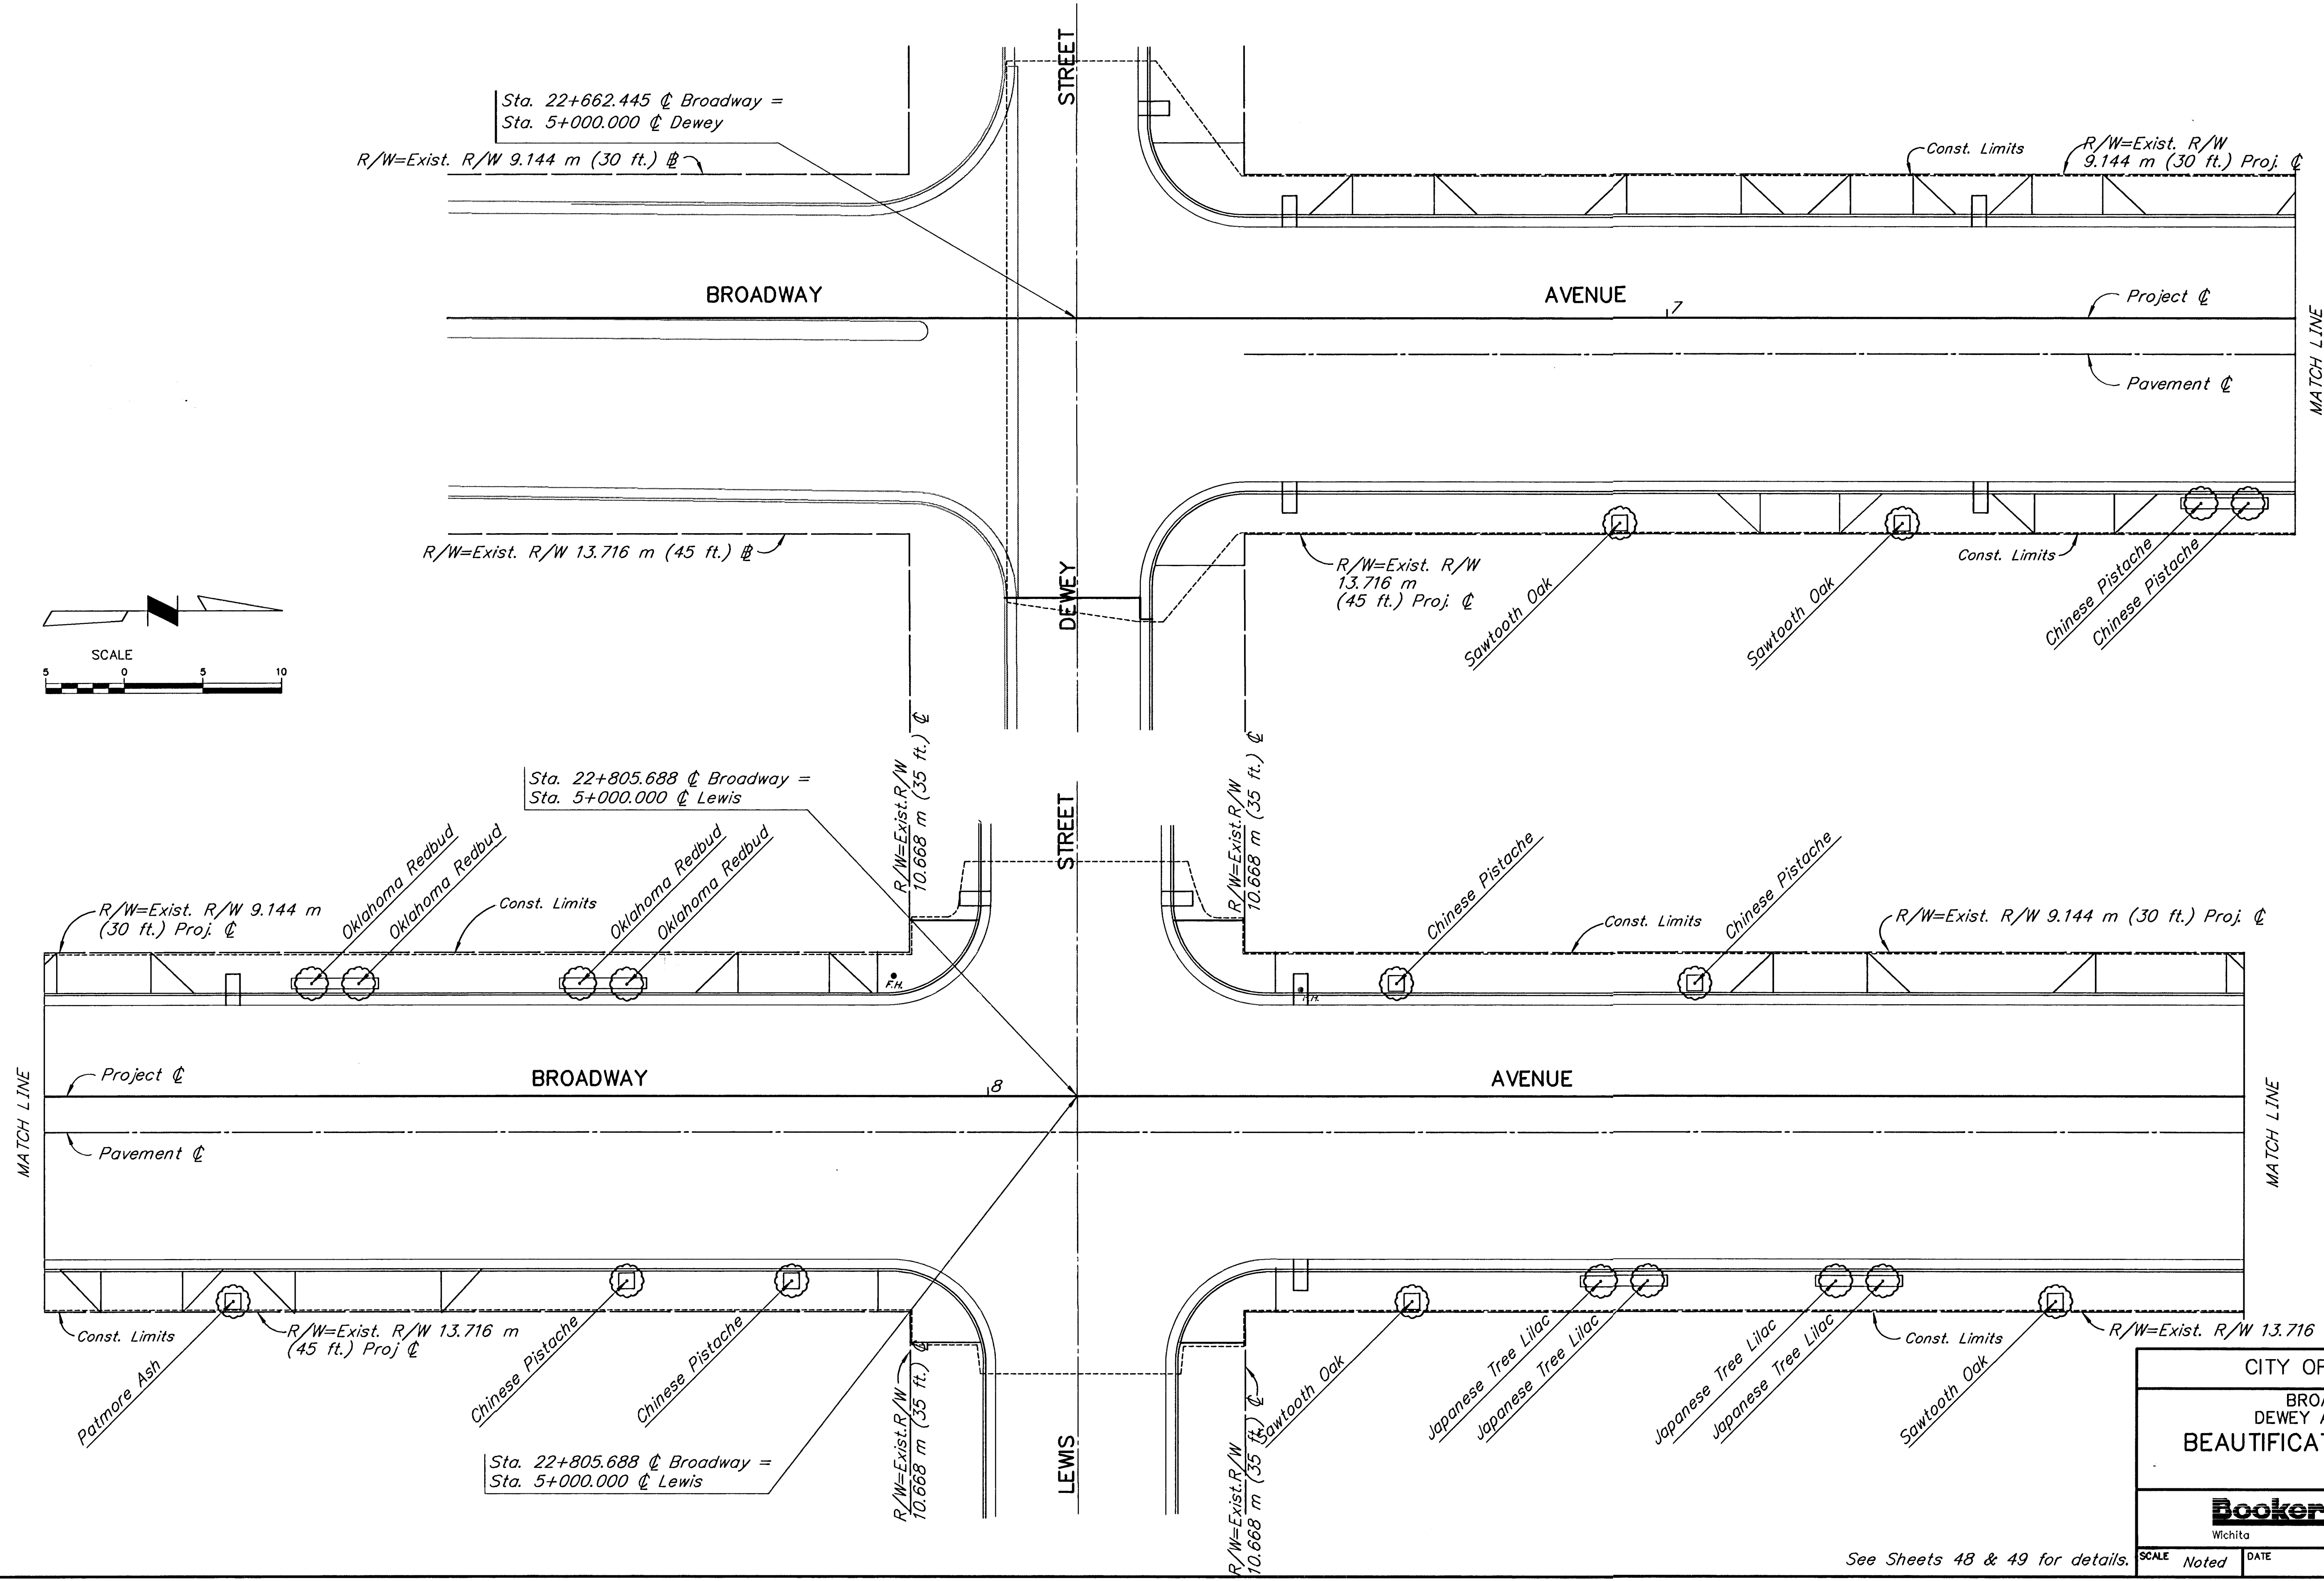 STREET
Sta. 22+662.445 ℄ Broadway =
Sta. 5+000.000 ℄ Dewey
R/W=Exist. R/W 9.144 m (30 ft.) ⅊
Const. Limits
R/W=Exist. R/W
9.144 m (30 ft.) Proj. ℄
BROADWAY
AVENUE
7
Project ℄
Pavement ℄
MATCH LINE
R/W=Exist. R/W 13.716 m (45 ft.) ⅊
DEWEY
R/W=Exist. R/W
13.716 m
(45 ft.) Proj. ℄
Sawtooth Oak
Sawtooth Oak
Const. Limits
Chinese Pistache
Chinese Pistache
SCALE
5 0 5 10
R/W=Exist.R/W
10.668 m (35 ft.) ℄
R/W=Exist.R/W
10.668 m (35 ft.) ℄
Sta. 22+805.688 ℄ Broadway =
Sta. 5+000.000 ℄ Lewis
STREET
R/W=Exist. R/W 9.144 m
(30 ft.) Proj. ℄
Oklahoma Redbud
Oklahoma Redbud
Const. Limits
Oklahoma Redbud
Oklahoma Redbud
Chinese Pistache
Const. Limits
Chinese Pistache
R/W=Exist. R/W 9.144 m (30 ft.) Proj. ℄
F.H.
F.H.
MATCH LINE
Project ℄
BROADWAY
8
AVENUE
Pavement ℄
MATCH LINE
Const. Limits
Patmore Ash
R/W=Exist. R/W 13.716 m
(45 ft.) Proj ℄
Chinese Pistache
Chinese Pistache
R/W=Exist.R/W
10.668 m (35 ft.) ℄
Sta. 22+805.688 ℄ Broadway =
Sta. 5+000.000 ℄ Lewis
LEWIS
R/W=Exist.R/W
10.668 m (35 ft.) ℄
Sawtooth Oak
Japanese Tree Lilac
Japanese Tree Lilac
Japanese Tree Lilac
Japanese Tree Lilac
Const. Limits
Sawtooth Oak
R/W=Exist. R/W 13.716
CITY OF
BROA
DEWEY A
BEAUTIFICAT
Booker
Wichita
See Sheets 48 & 49 for details.
SCALE Noted DATE